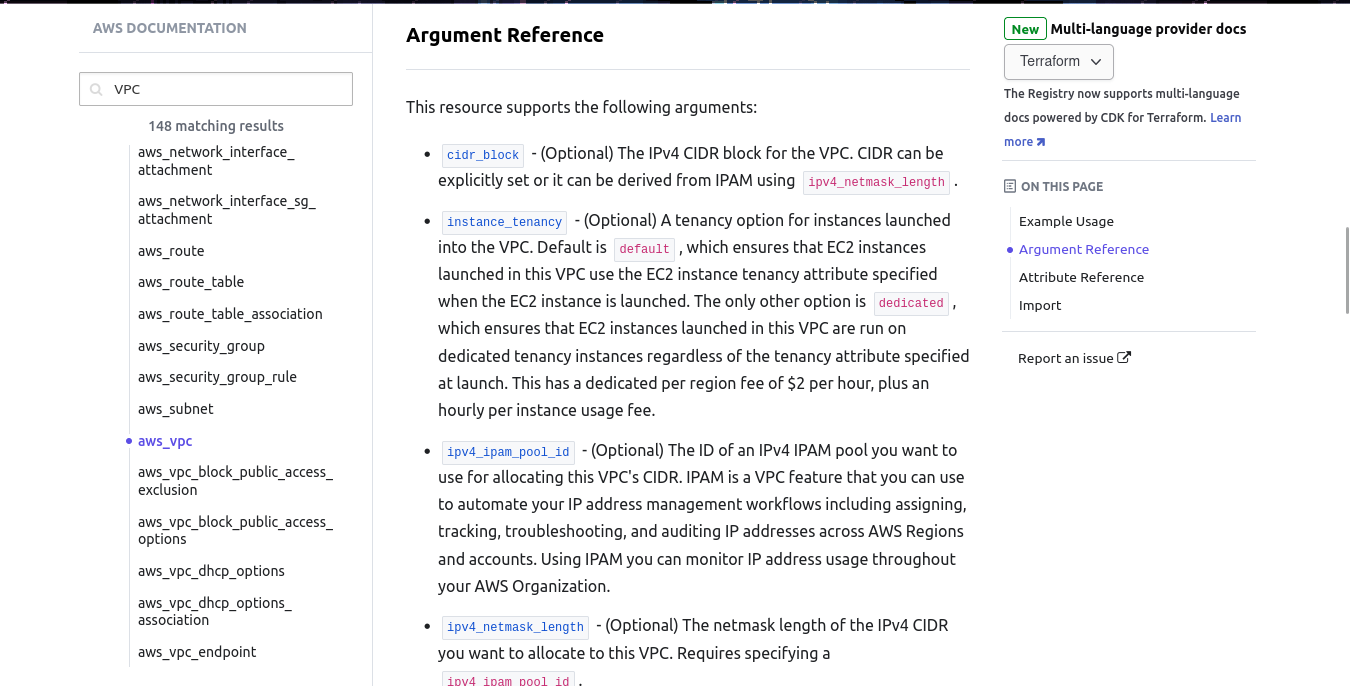 AWS DOCUMENTATION
VPC
148 matching results
aws_network_interface_
attachment
aws_network_interface_sg_
attachment
aws_route
aws_route_table
aws_route_table_association
aws_security_group
aws_security_group_rule
aws_subnet
aws_vpc
aws_vpc_block_public_access_
exclusion
aws_vpc_block_public_access_
options
aws_vpc_dhcp_options
aws_vpc_dhcp_options_
association
aws_vpc_endpoint
Argument Reference
This resource supports the following arguments:
• cidr_block - (Optional) The IPv4 CIDR block for the VPC. CIDR can be
explicitly set or it can be derived from IPAM using ipv4_netmask_length .
• instance_tenancy - (Optional) A tenancy option for instances launched
into the VPC. Default is default , which ensures that EC2 instances
launched in this VPC use the EC2 instance tenancy attribute specified
when the EC2 instance is launched. The only other option is dedicated ,
which ensures that EC2 instances launched in this VPC are run on
dedicated tenancy instances regardless of the tenancy attribute specified
at launch. This has a dedicated per region fee of $2 per hour, plus an
hourly per instance usage fee.
• ipv4_ipam_pool_id - (Optional) The ID of an IPv4 IPAM pool you want to
use for allocating this VPC's CIDR. IPAM is a VPC feature that you can use
to automate your IP address management workflows including assigning,
tracking, troubleshooting, and auditing IP addresses across AWS Regions
and accounts. Using IPAM you can monitor IP address usage throughout
your AWS Organization.
• ipv4_netmask_length - (Optional) The netmask length of the IPv4 CIDR
you want to allocate to this VPC. Requires specifying a
ipv4_ipam_pool_id .
New Multi-language provider docs
Terraform
The Registry now supports multi-language
docs powered by CDK for Terraform. Learn
more
ON THIS PAGE
Example Usage
Argument Reference
Attribute Reference
Import
Report an issue